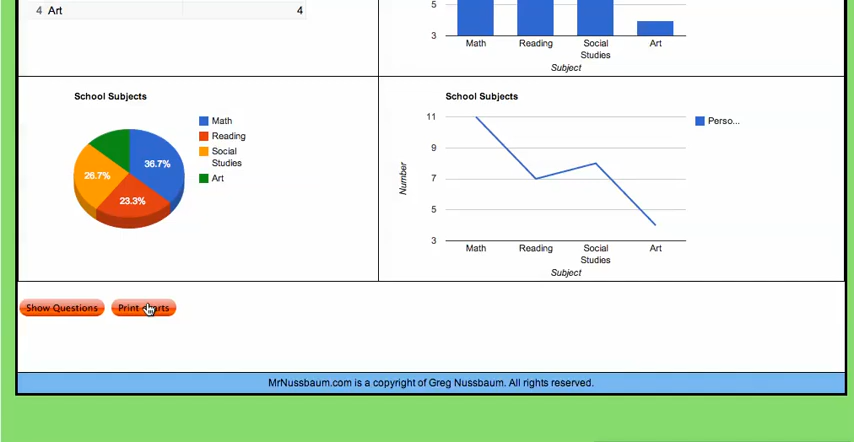 4 Art 4
5
3
Math Reading Social Studies Art
Subject
School Subjects
36.7%
26.7%
23.3%
Math
Reading
Social
Studies
Art
School Subjects
11
9
7
5
3
Number
Math Reading Social Studies Art
Subject
Perso...
Show Questions
Print
MrNussbaum.com is a copyright of Greg Nussbaum. All rights reserved.